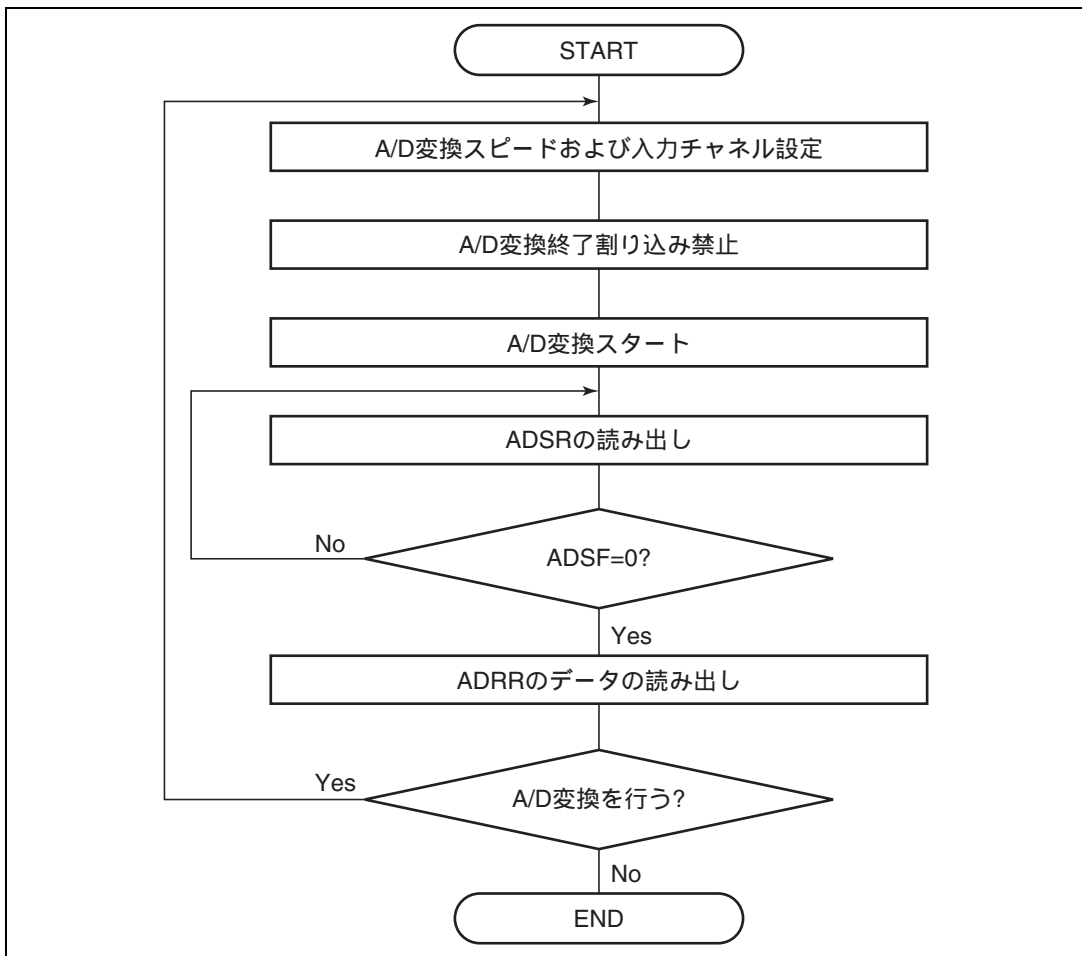 START
A/D変換スピードおよび入力チャネル設定
A/D変換終了割り込み禁止
A/D変換スタート
ADSRの読み出し
No
ADSF=0?
Yes
ADRRのデータの読み出し
Yes
A/D変換を行う?
No
END